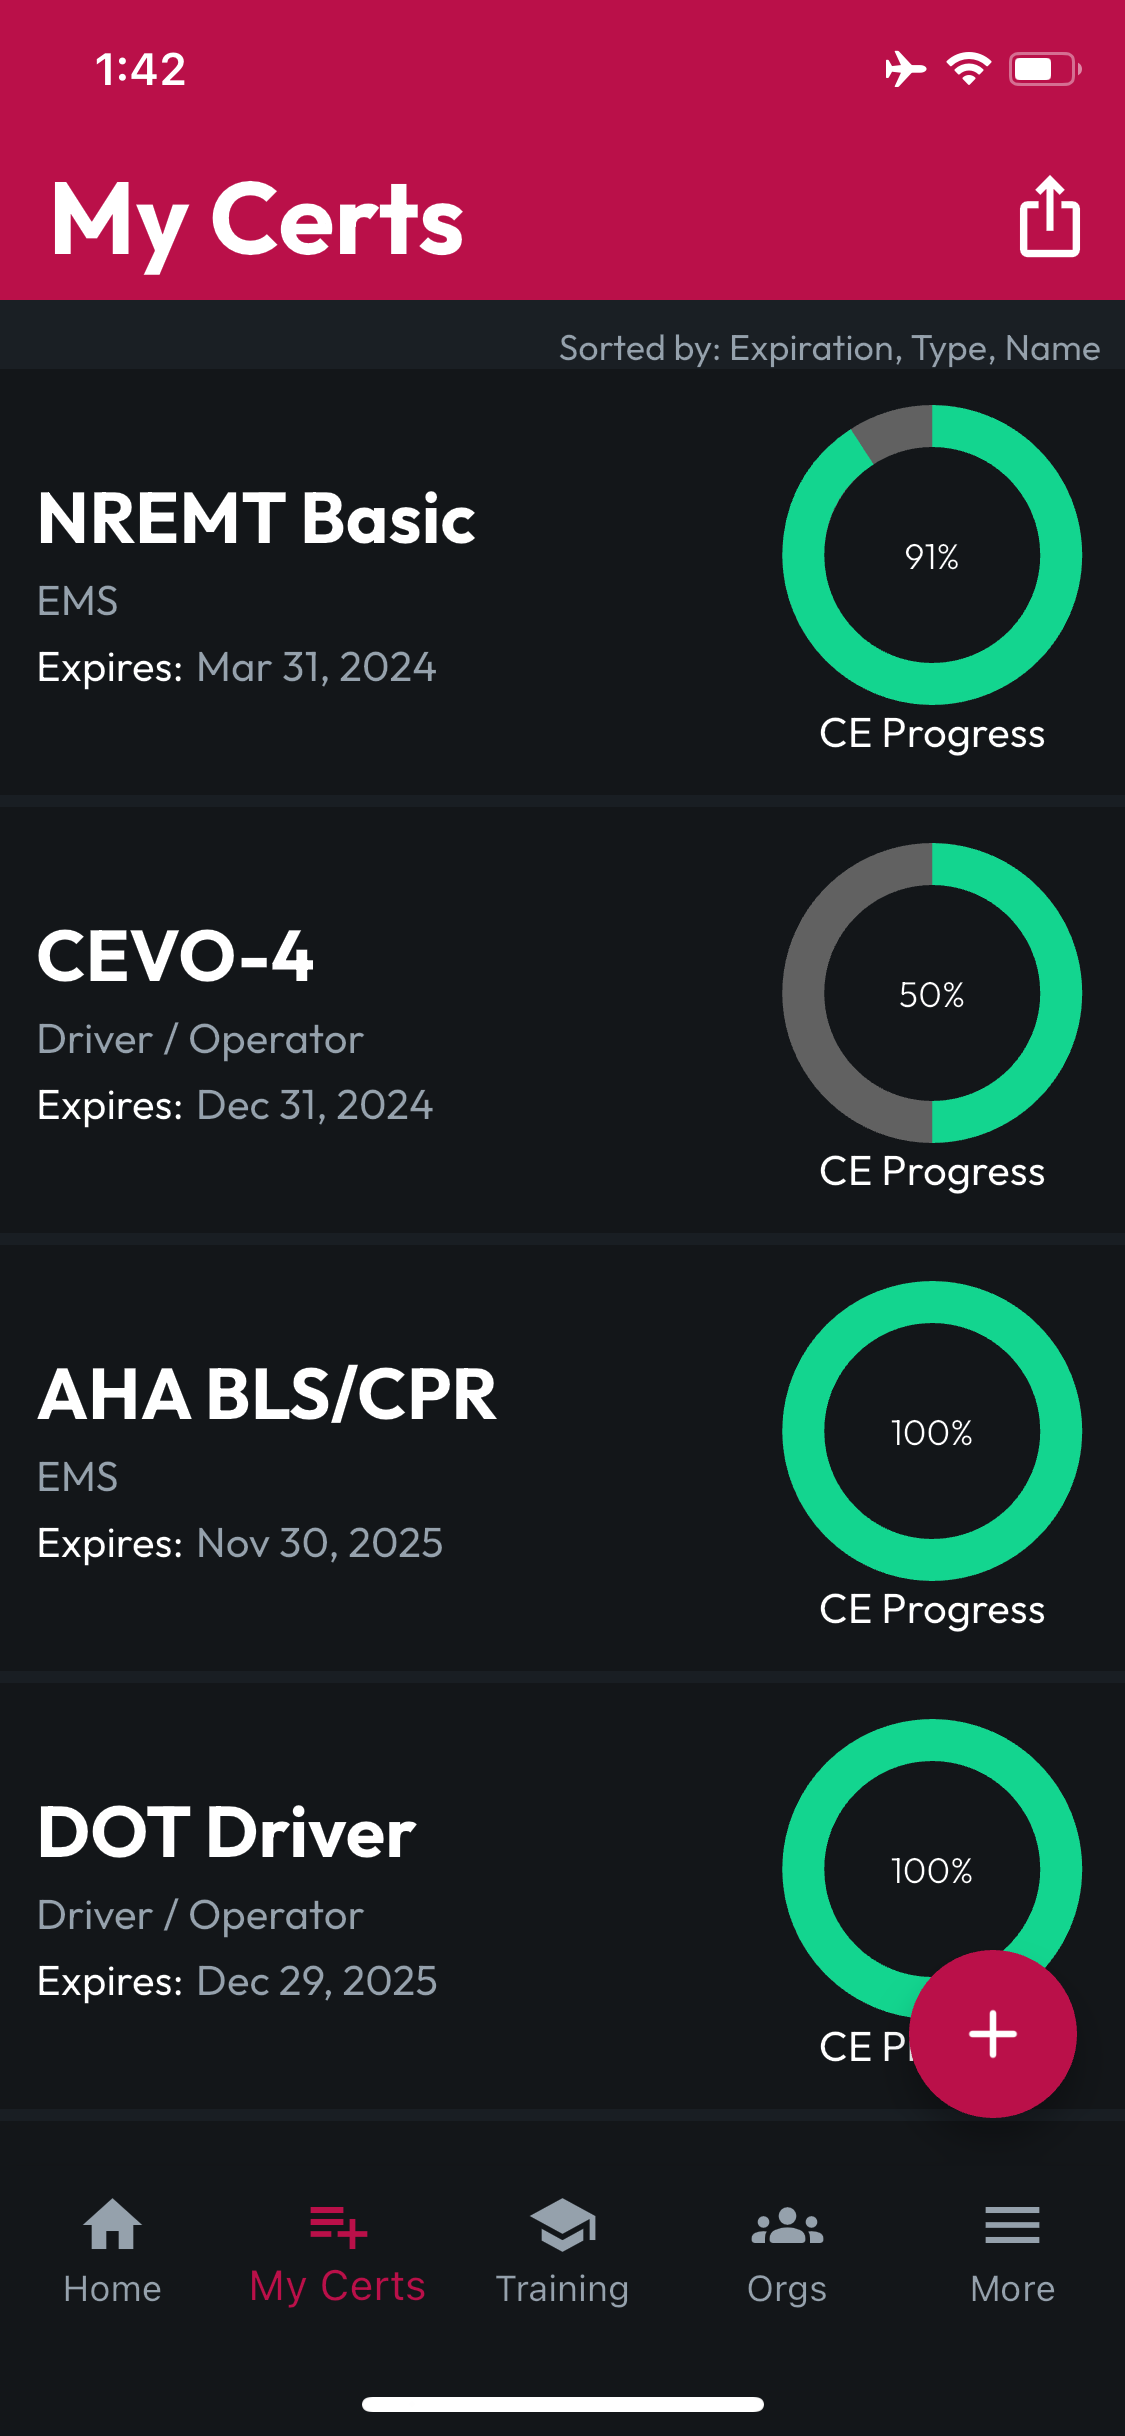 1:42
My Certs
Sorted by: Expiration, Type, Name
NREMT Basic
EMS
Expires: Mar 31, 2024
91%
CE Progress
CEVO-4
Driver / Operator
Expires: Dec 31, 2024
50%
CE Progress
AHA BLS/CPR
EMS
Expires: Nov 30, 2025
100%
CE Progress
DOT Driver
Driver / Operator
Expires: Dec 29, 2025
100%
CE
Home
My Certs
Training
Orgs
More